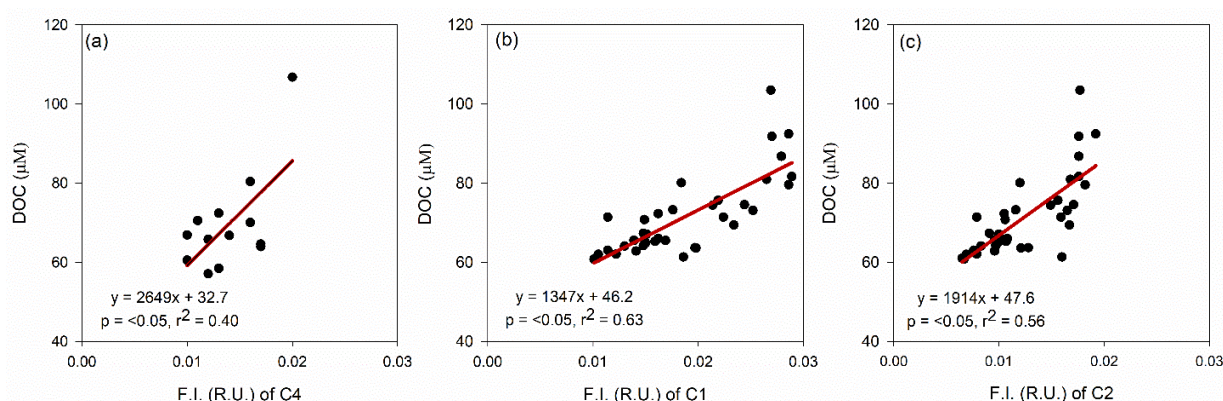 (a)
120
100
80
60
40
DOC (μM)
y = 2649x + 32.7
p = <0.05, r² = 0.40
0.00 0.01 0.02 0.03
F.I. (R.U.) of C4
(b)
120
100
80
60
40
DOC (μM)
y = 1347x + 46.2
p = <0.05, r² = 0.63
0.00 0.01 0.02 0.03
F.I. (R.U.) of C1
(c)
120
100
80
60
40
DOC (μM)
y = 1914x + 47.6
p = <0.05, r² = 0.56
0.00 0.01 0.02 0.03
F.I. (R.U.) of C2